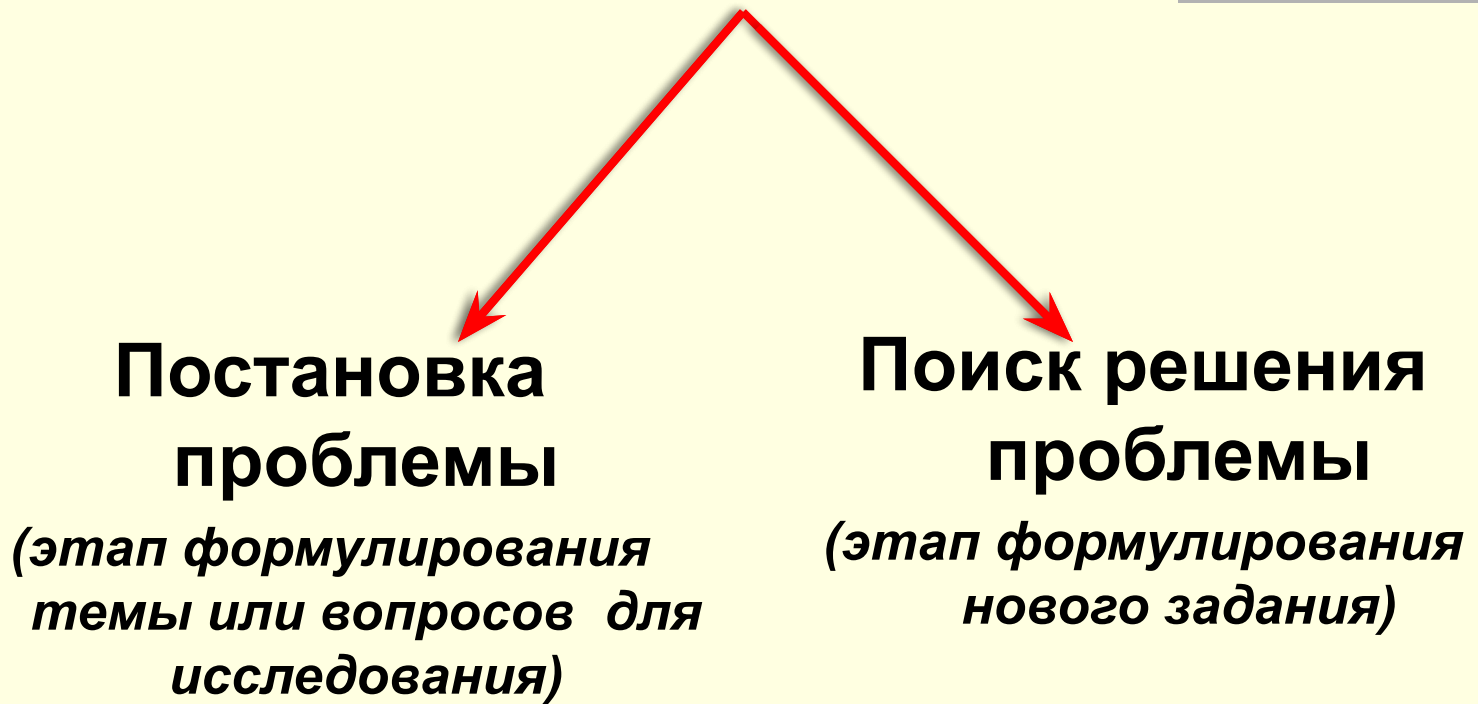 Постановка
проблемы
(этап формулирования
темы или вопросов для
исследования)
Поиск решения
проблемы
(этап формулирования
нового задания)